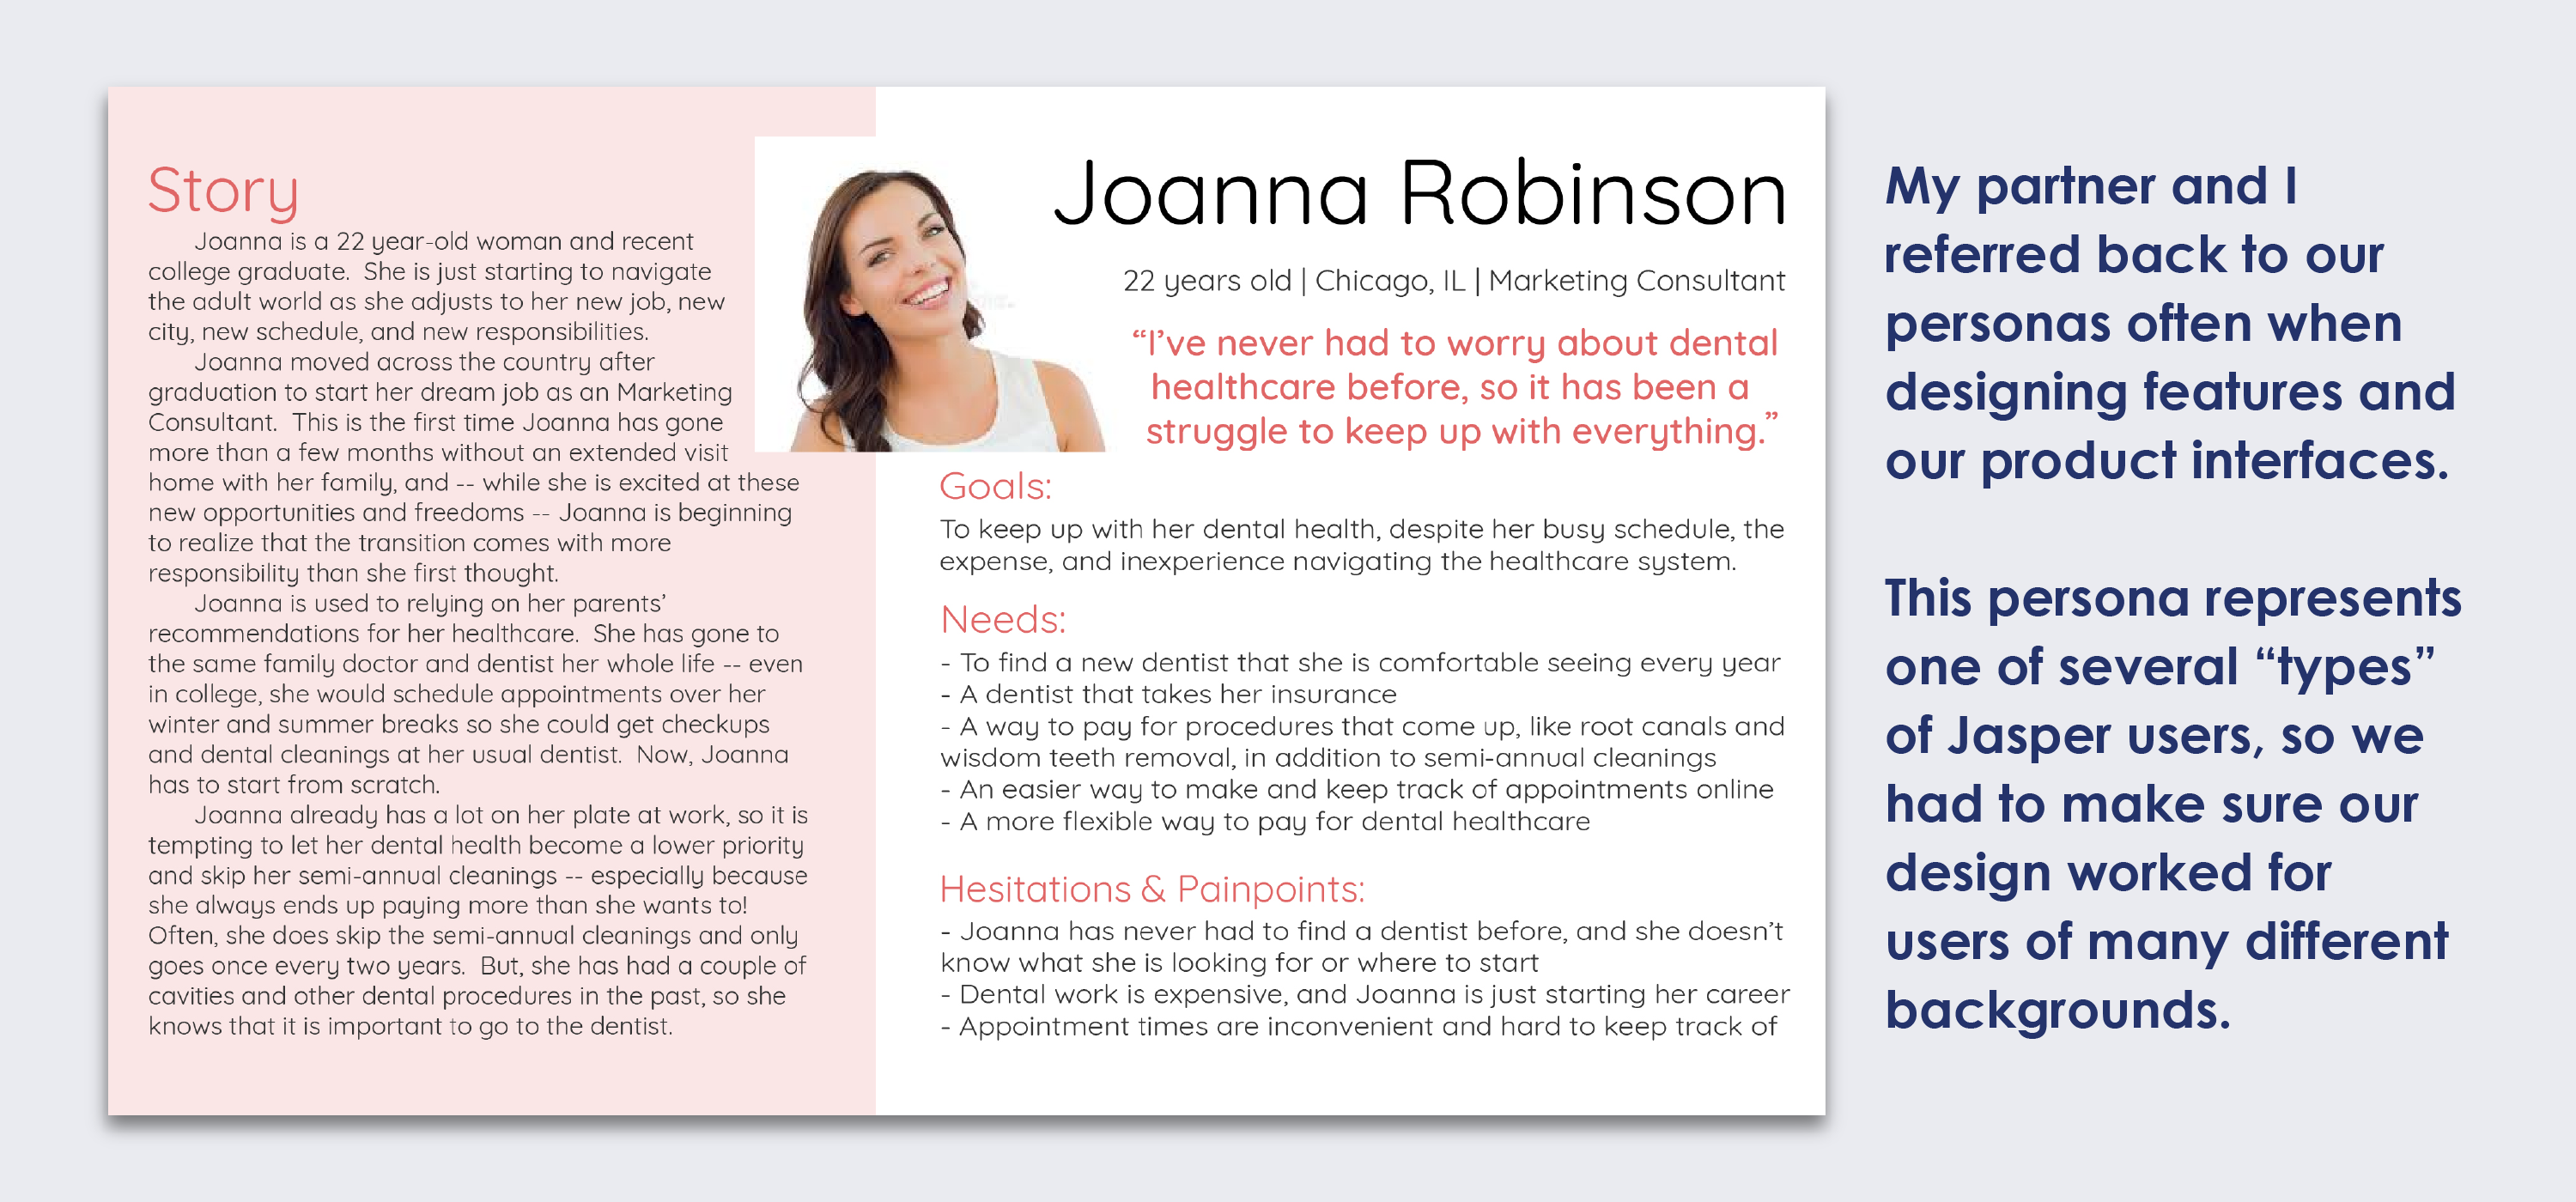 Story
Joanna is a 22 year-old woman and recent
college graduate. She is just starting to navigate
the adult world as she adjusts to her new job, new
city, new schedule, and new responsibilities.
Joanna moved across the country after
graduation to start her dream job as an Marketing
Consultant. This is the first time Joanna has gone
more than a few months without an extended visit
home with her family, and -- while she is excited at these
new opportunities and freedoms -- Joanna is beginning
to realize that the transition comes with more
responsibility than she first thought.
Joanna is used to relying on her parents’
recommendations for her healthcare. She has gone to
the same family doctor and dentist her whole life -- even
in college, she would schedule appointments over her
winter and summer breaks so she could get checkups
and dental cleanings at her usual dentist. Now, Joanna
has to start from scratch.
Joanna already has a lot on her plate at work, so it is
tempting to let her dental health become a lower priority
and skip her semi-annual cleanings -- especially because
she always ends up paying more than she wants to!
Often, she does skip the semi-annual cleanings and only
goes once every two years. But, she has had a couple of
cavities and other dental procedures in the past, so she
knows that it is important to go to the dentist.
Joanna Robinson
22 years old | Chicago, IL | Marketing Consultant
“I’ve never had to worry about dental
healthcare before, so it has been a
struggle to keep up with everything.”
Goals:
To keep up with her dental health, despite her busy schedule, the
expense, and inexperience navigating the healthcare system.
Needs:
- To find a new dentist that she is comfortable seeing every year
- A dentist that takes her insurance
- A way to pay for procedures that come up, like root canals and
wisdom teeth removal, in addition to semi-annual cleanings
- An easier way to make and keep track of appointments online
- A more flexible way to pay for dental healthcare
Hesitations & Painpoints:
- Joanna has never had to find a dentist before, and she doesn’t
know what she is looking for or where to start
- Dental work is expensive, and Joanna is just starting her career
- Appointment times are inconvenient and hard to keep track of
My partner and I
referred back to our
personas often when
designing features and
our product interfaces.
This persona represents
one of several “types”
of Jasper users, so we
had to make sure our
design worked for
users of many different
backgrounds.